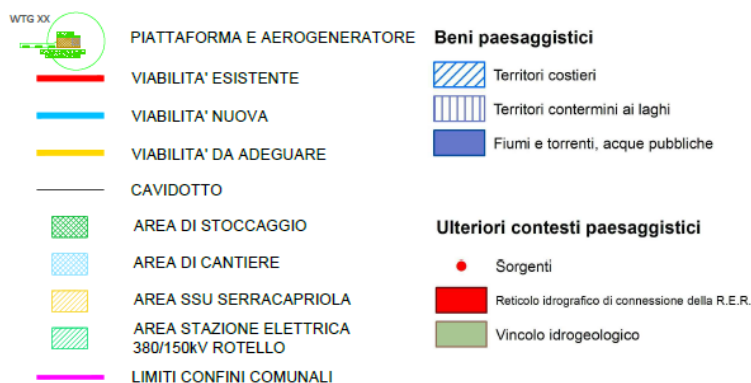 WTG XX
PIATTAFORMA E AEROGENERATORE
VIABILITA' ESISTENTE
VIABILITA' NUOVA
VIABILITA' DA ADEGUARE
CAVIDOTTO
AREA DI STOCCAGGIO
AREA DI CANTIERE
AREA SSU SERRACAPRIOLA
AREA STAZIONE ELETTRICA
380/150kV ROTELLO
LIMITI CONFINI COMUNALI
Beni paesaggistici
Territori costieri
Territori contermini ai laghi
Fiumi e torrenti, acque pubbliche
Ulteriori contesti paesaggistici
Sorgenti
Reticolo idrografico di connessione della R.E.R.
Vincolo idrogeologico